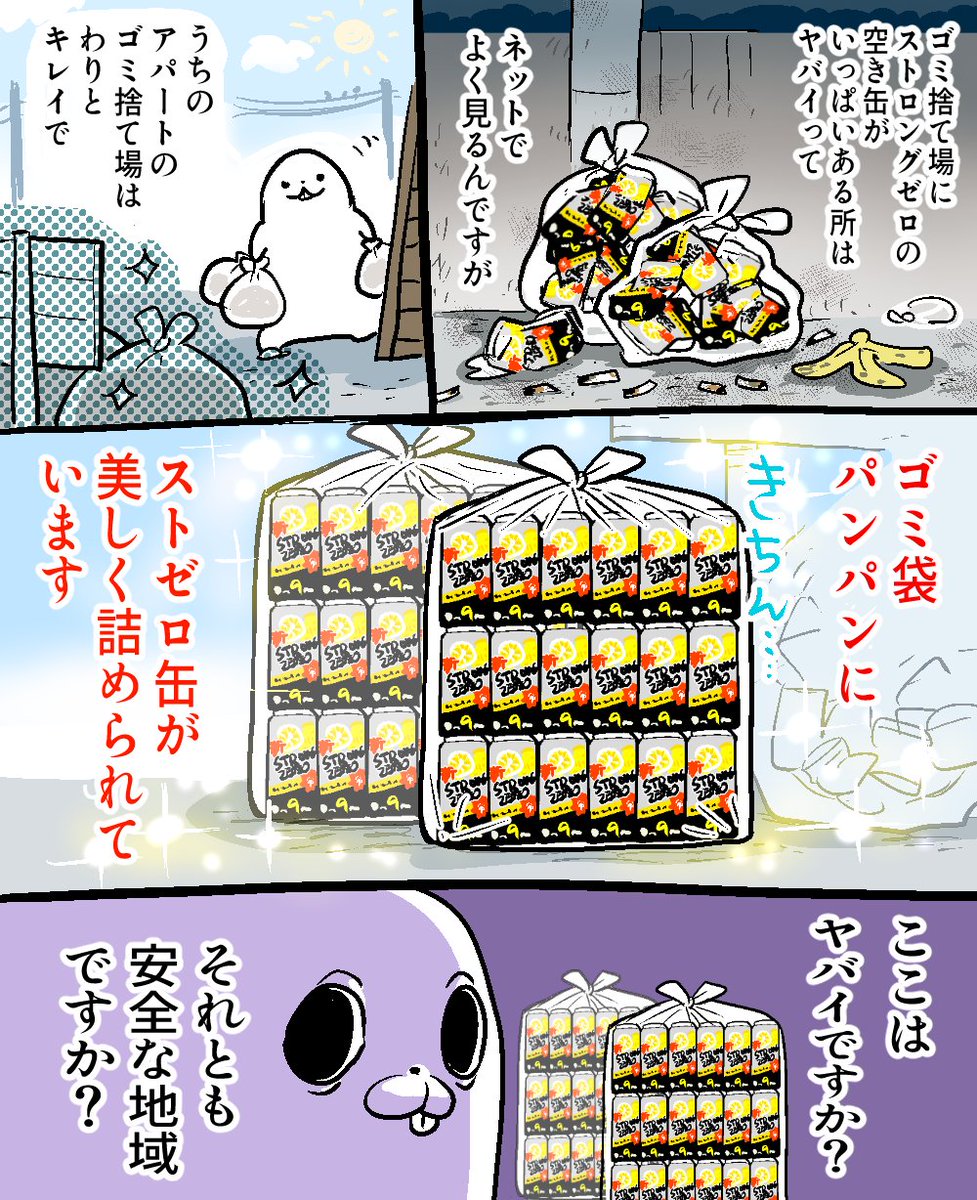 ゴミ捨て場に
ストロングゼロの
空き缶が
いっぱいある所は
ヤバイって
ネットで
よく見るんですが
うちの
アパートの
ゴミ捨て場は
わりと
キレイで
ゴミ袋
パンパンに
きちん…
ストゼロ缶が
美しく詰められて
います
ここは
ヤバイですか?
それとも
安全な地域
ですか?